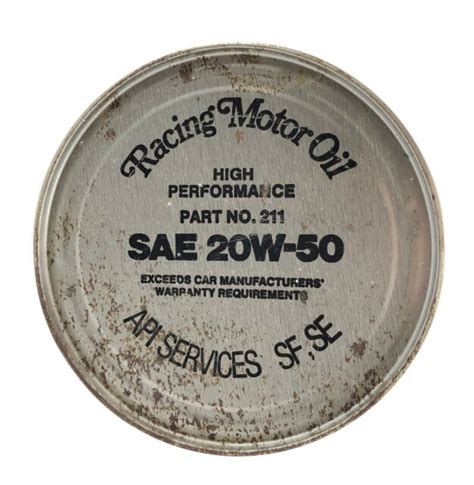 Racing Motor Oil
HIGH
PERFORMANCE
PART NO. 211
SAE 20W-50
EXCEEDS CAR MANUFACTURERS'
WARRANTY REQUIREMENTS
API SERVICES SF, SE